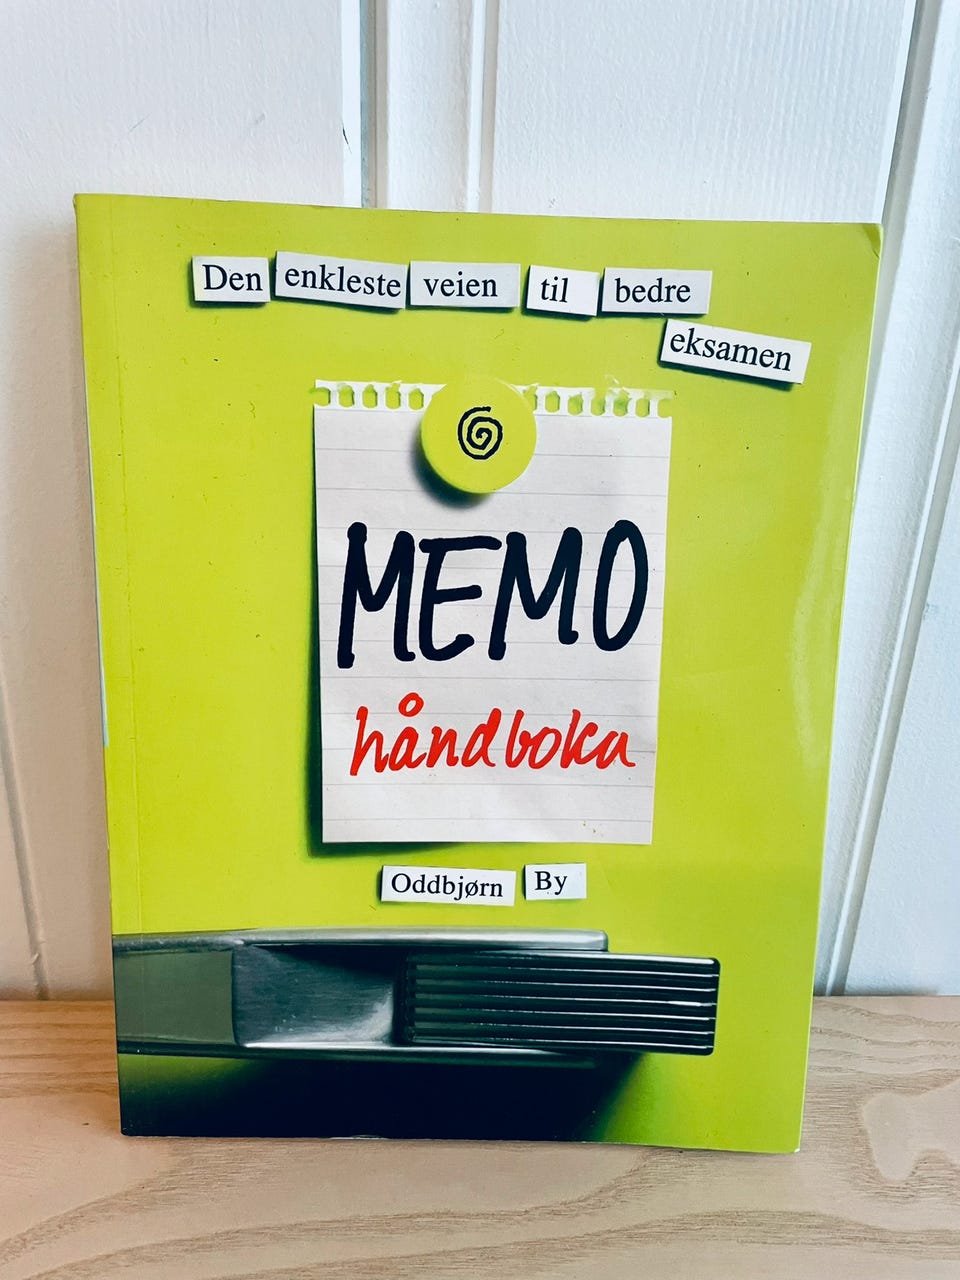 Den enkleste veien til bedre
eksamen
MEMO
håndboka
Oddbjørn By